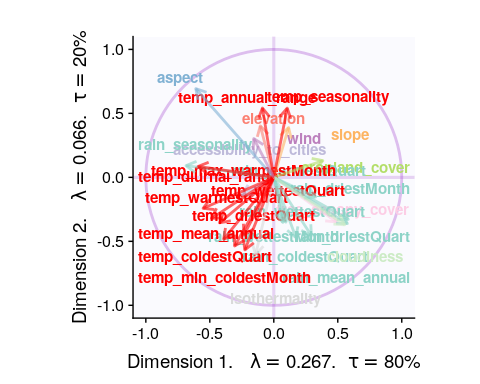 1.0
0.5
0.0
-0.5
-1.0
Dimension 2. λ = 0.066. τ = 20%
aspect
temp_annual_range
temp_seasonality
elevation
slope
wind
rain_seasonality
accessibility_to_cities
land_cover
temp_max_warmestMonth
temp_diurnal_range
temp_wettestQuart
temp_warmestQuart
temp_driestQuart
temp_mean_annual
temp_coldestQuart
temp_min_coldestMonth
rain_mean_annual
isothermality
-1.0 -0.5 0.0 0.5 1.0
Dimension 1. λ = 0.267. τ = 80%